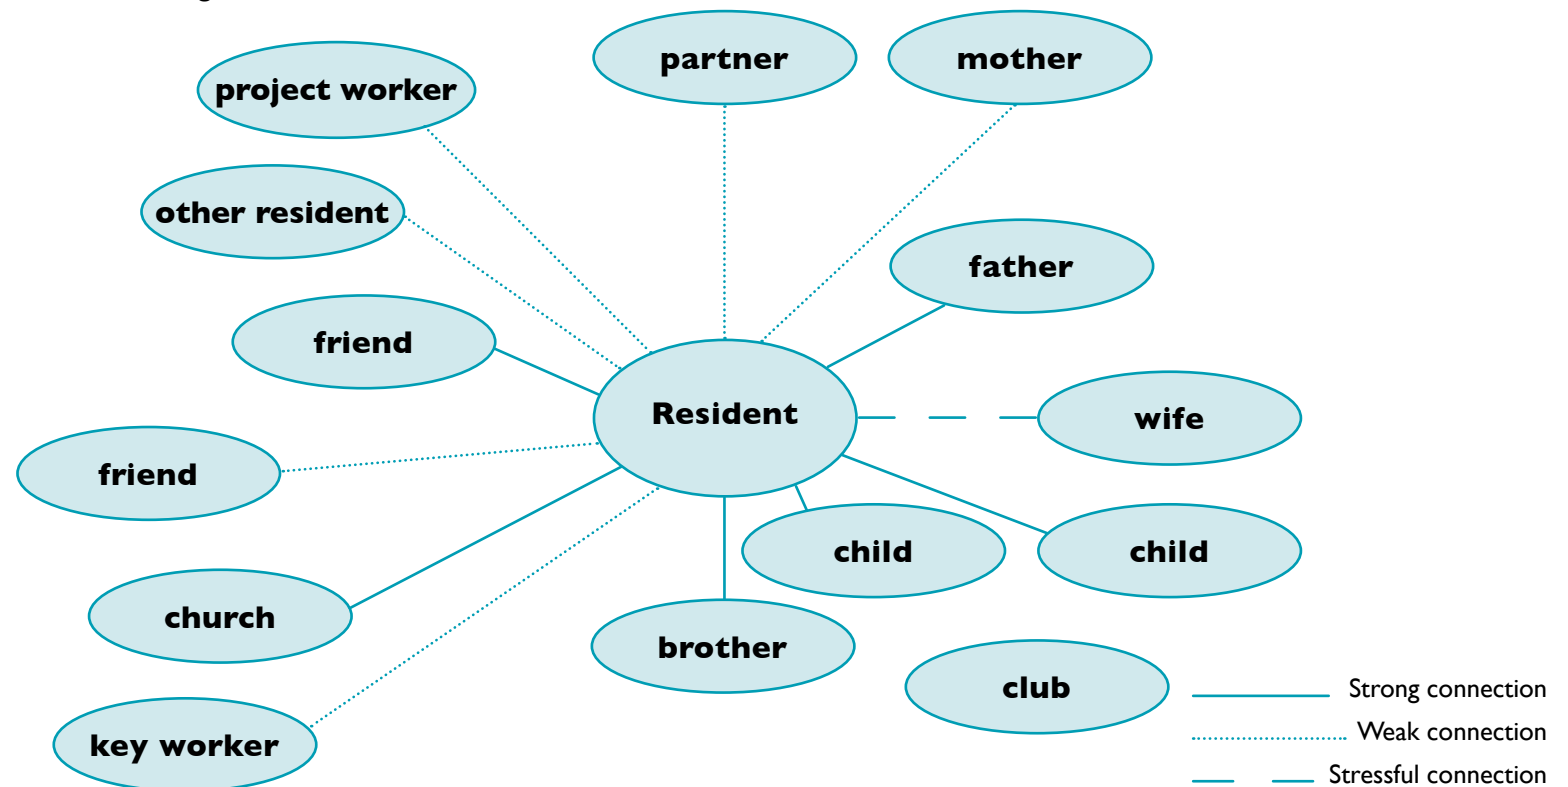 partner
mother
project worker
other resident
father
friend
Resident
wife
friend
child
child
church
brother
club
key worker
Strong connection
Weak connection
Stressful connection